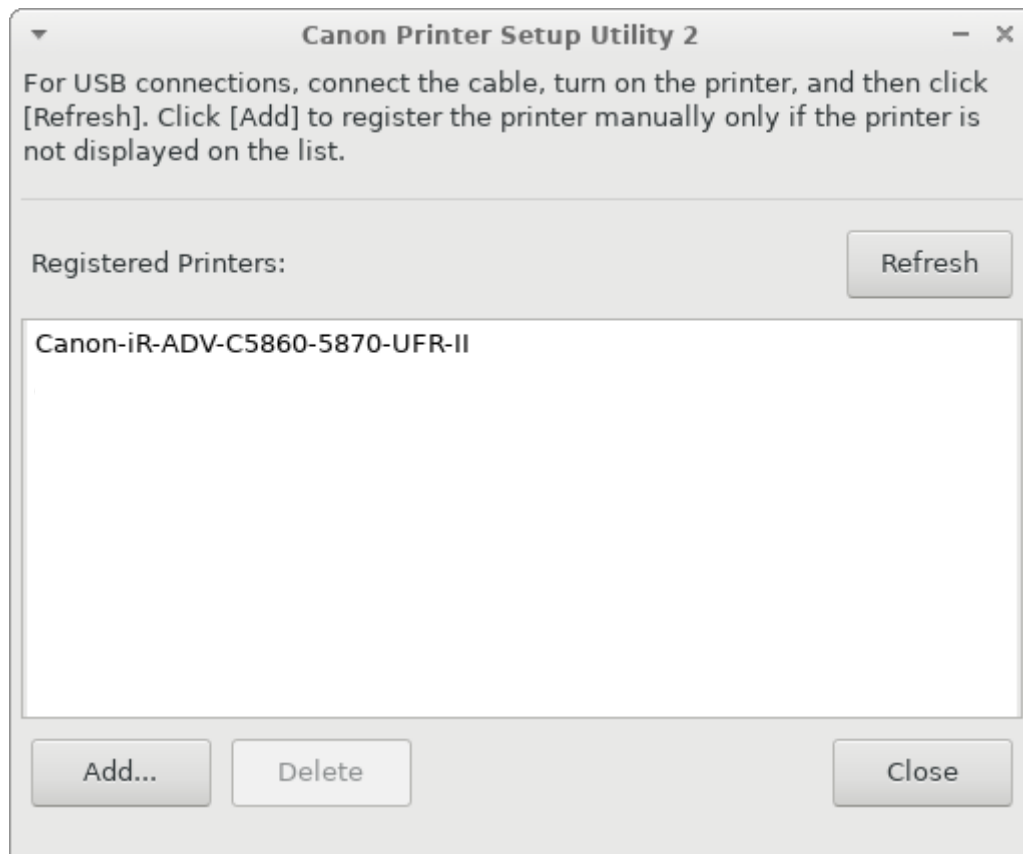 Canon Printer Setup Utility 2
For USB connections, connect the cable, turn on the printer, and then click
[Refresh]. Click [Add] to register the printer manually only if the printer is
not displayed on the list.
Registered Printers:
Refresh
Canon-iR-ADV-C5860-5870-UFR-II
Add...
Delete
Close